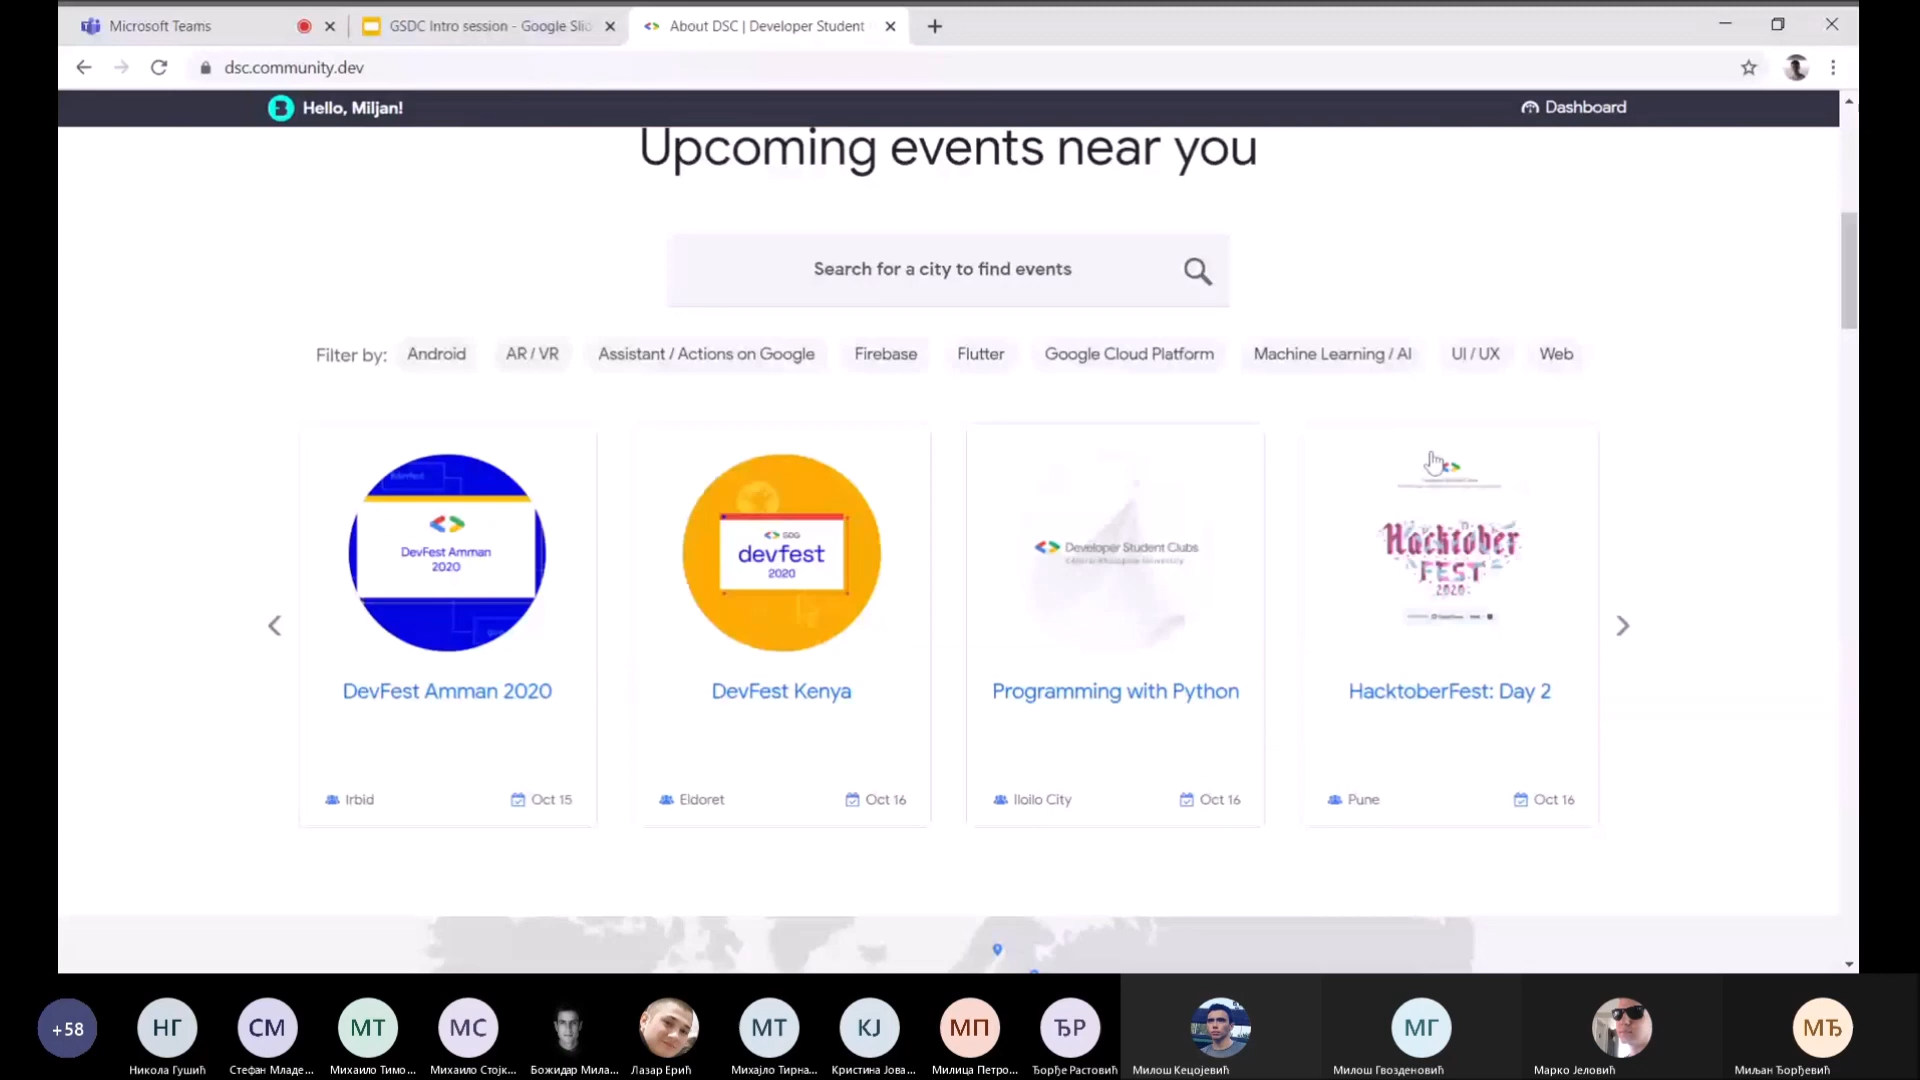 Microsoft Teams
GSDC Intro session - Google Slid
About DSC | Developer Student
dsc.community.dev
Hello, Miljan!
Dashboard
Upcoming events near you
Search for a city to find events
Filter by: Android AR / VR Assistant / Actions on Google Firebase Flutter Google Cloud Platform Machine Learning / AI UI / UX Web
DevFest Amman
2020
GDG
devfest
2020
Developer Student Clubs
Hacktober
FEST
2020
DevFest Amman 2020
DevFest Kenya
Programming with Python
HacktoberFest: Day 2
Irbid Oct 15
Eldoret Oct 16
Iloilo City Oct 16
Pune Oct 16
+58
НГ
СМ
МТ
МС
МТ
КЈ
МП
ЂР
МГ
МЂ
Никола Гушић
Стефан Младе...
Михаило Тимо...
Михаило Стојк...
Божидар Мила...
Лазар Ерић
Михајло Тирна...
Кристина Јова...
Милица Петро...
Ђорђе Растовић
Милош Кецојевић
Милош Гвозденовић
Марко Јеловић
Миљан Ђорђевић